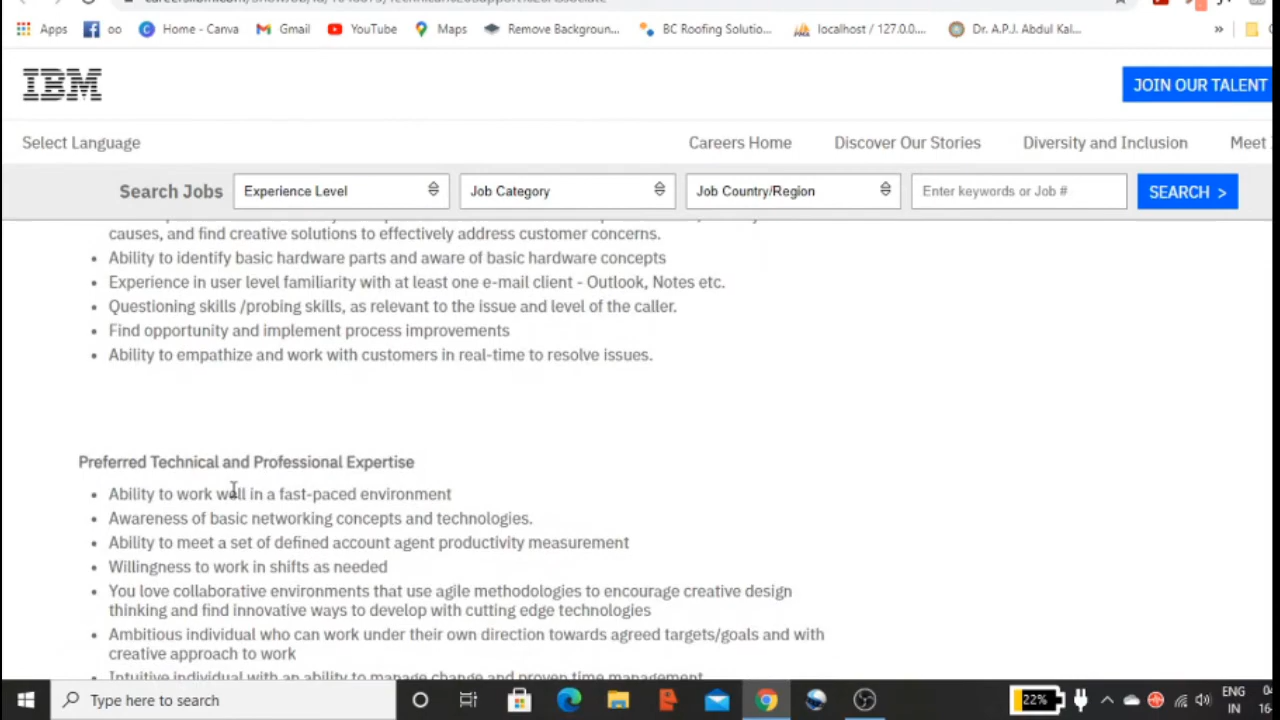 Apps
oo
Home - Canva
Gmail
YouTube
Maps
Remove Backgroun...
BC Roofing Solutio...
localhost / 127.0.0....
Dr. A.P.J. Abdul Kal...
»
IBM
JOIN OUR TALENT
Select Language
Careers Home
Discover Our Stories
Diversity and Inclusion
Meet
Search Jobs
Experience Level
Job Category
Job Country/Region
Enter keywords or Job #
SEARCH >
causes, and find creative solutions to effectively address customer concerns.
• Ability to identify basic hardware parts and aware of basic hardware concepts
• Experience in user level familiarity with at least one e-mail client - Outlook, Notes etc.
• Questioning skills /probing skills, as relevant to the issue and level of the caller.
• Find opportunity and implement process improvements
• Ability to empathize and work with customers in real-time to resolve issues.
Preferred Technical and Professional Expertise
• Ability to work well in a fast-paced environment
• Awareness of basic networking concepts and technologies.
• Ability to meet a set of defined account agent productivity measurement
• Willingness to work in shifts as needed
• You love collaborative environments that use agile methodologies to encourage creative design
thinking and find innovative ways to develop with cutting edge technologies
• Ambitious individual who can work under their own direction towards agreed targets/goals and with
creative approach to work
• Intuitive individual with an ability to manage change and proven time management
Type here to search
22%
ENG
IN